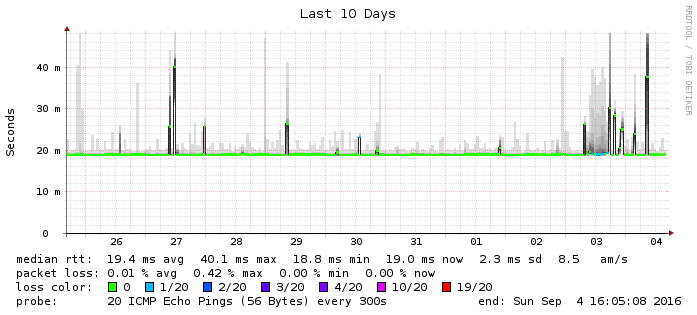 Last 10 Days
RRDTOOL / TOBI OETIKER
Seconds
40 m
30 m
20 m
10 m
0
26 27 28 29 30 31 01 02 03 04
median rtt: 19.4 ms avg 40.1 ms max 18.8 ms min 19.0 ms now 2.3 ms sd 8.5 am/s
packet loss: 0.01 % avg 0.42 % max 0.00 % min 0.00 % now
loss color: 0 1/20 2/20 3/20 4/20 10/20 19/20
probe: 20 ICMP Echo Pings (56 Bytes) every 300s end: Sun Sep 4 16:05:08 2016